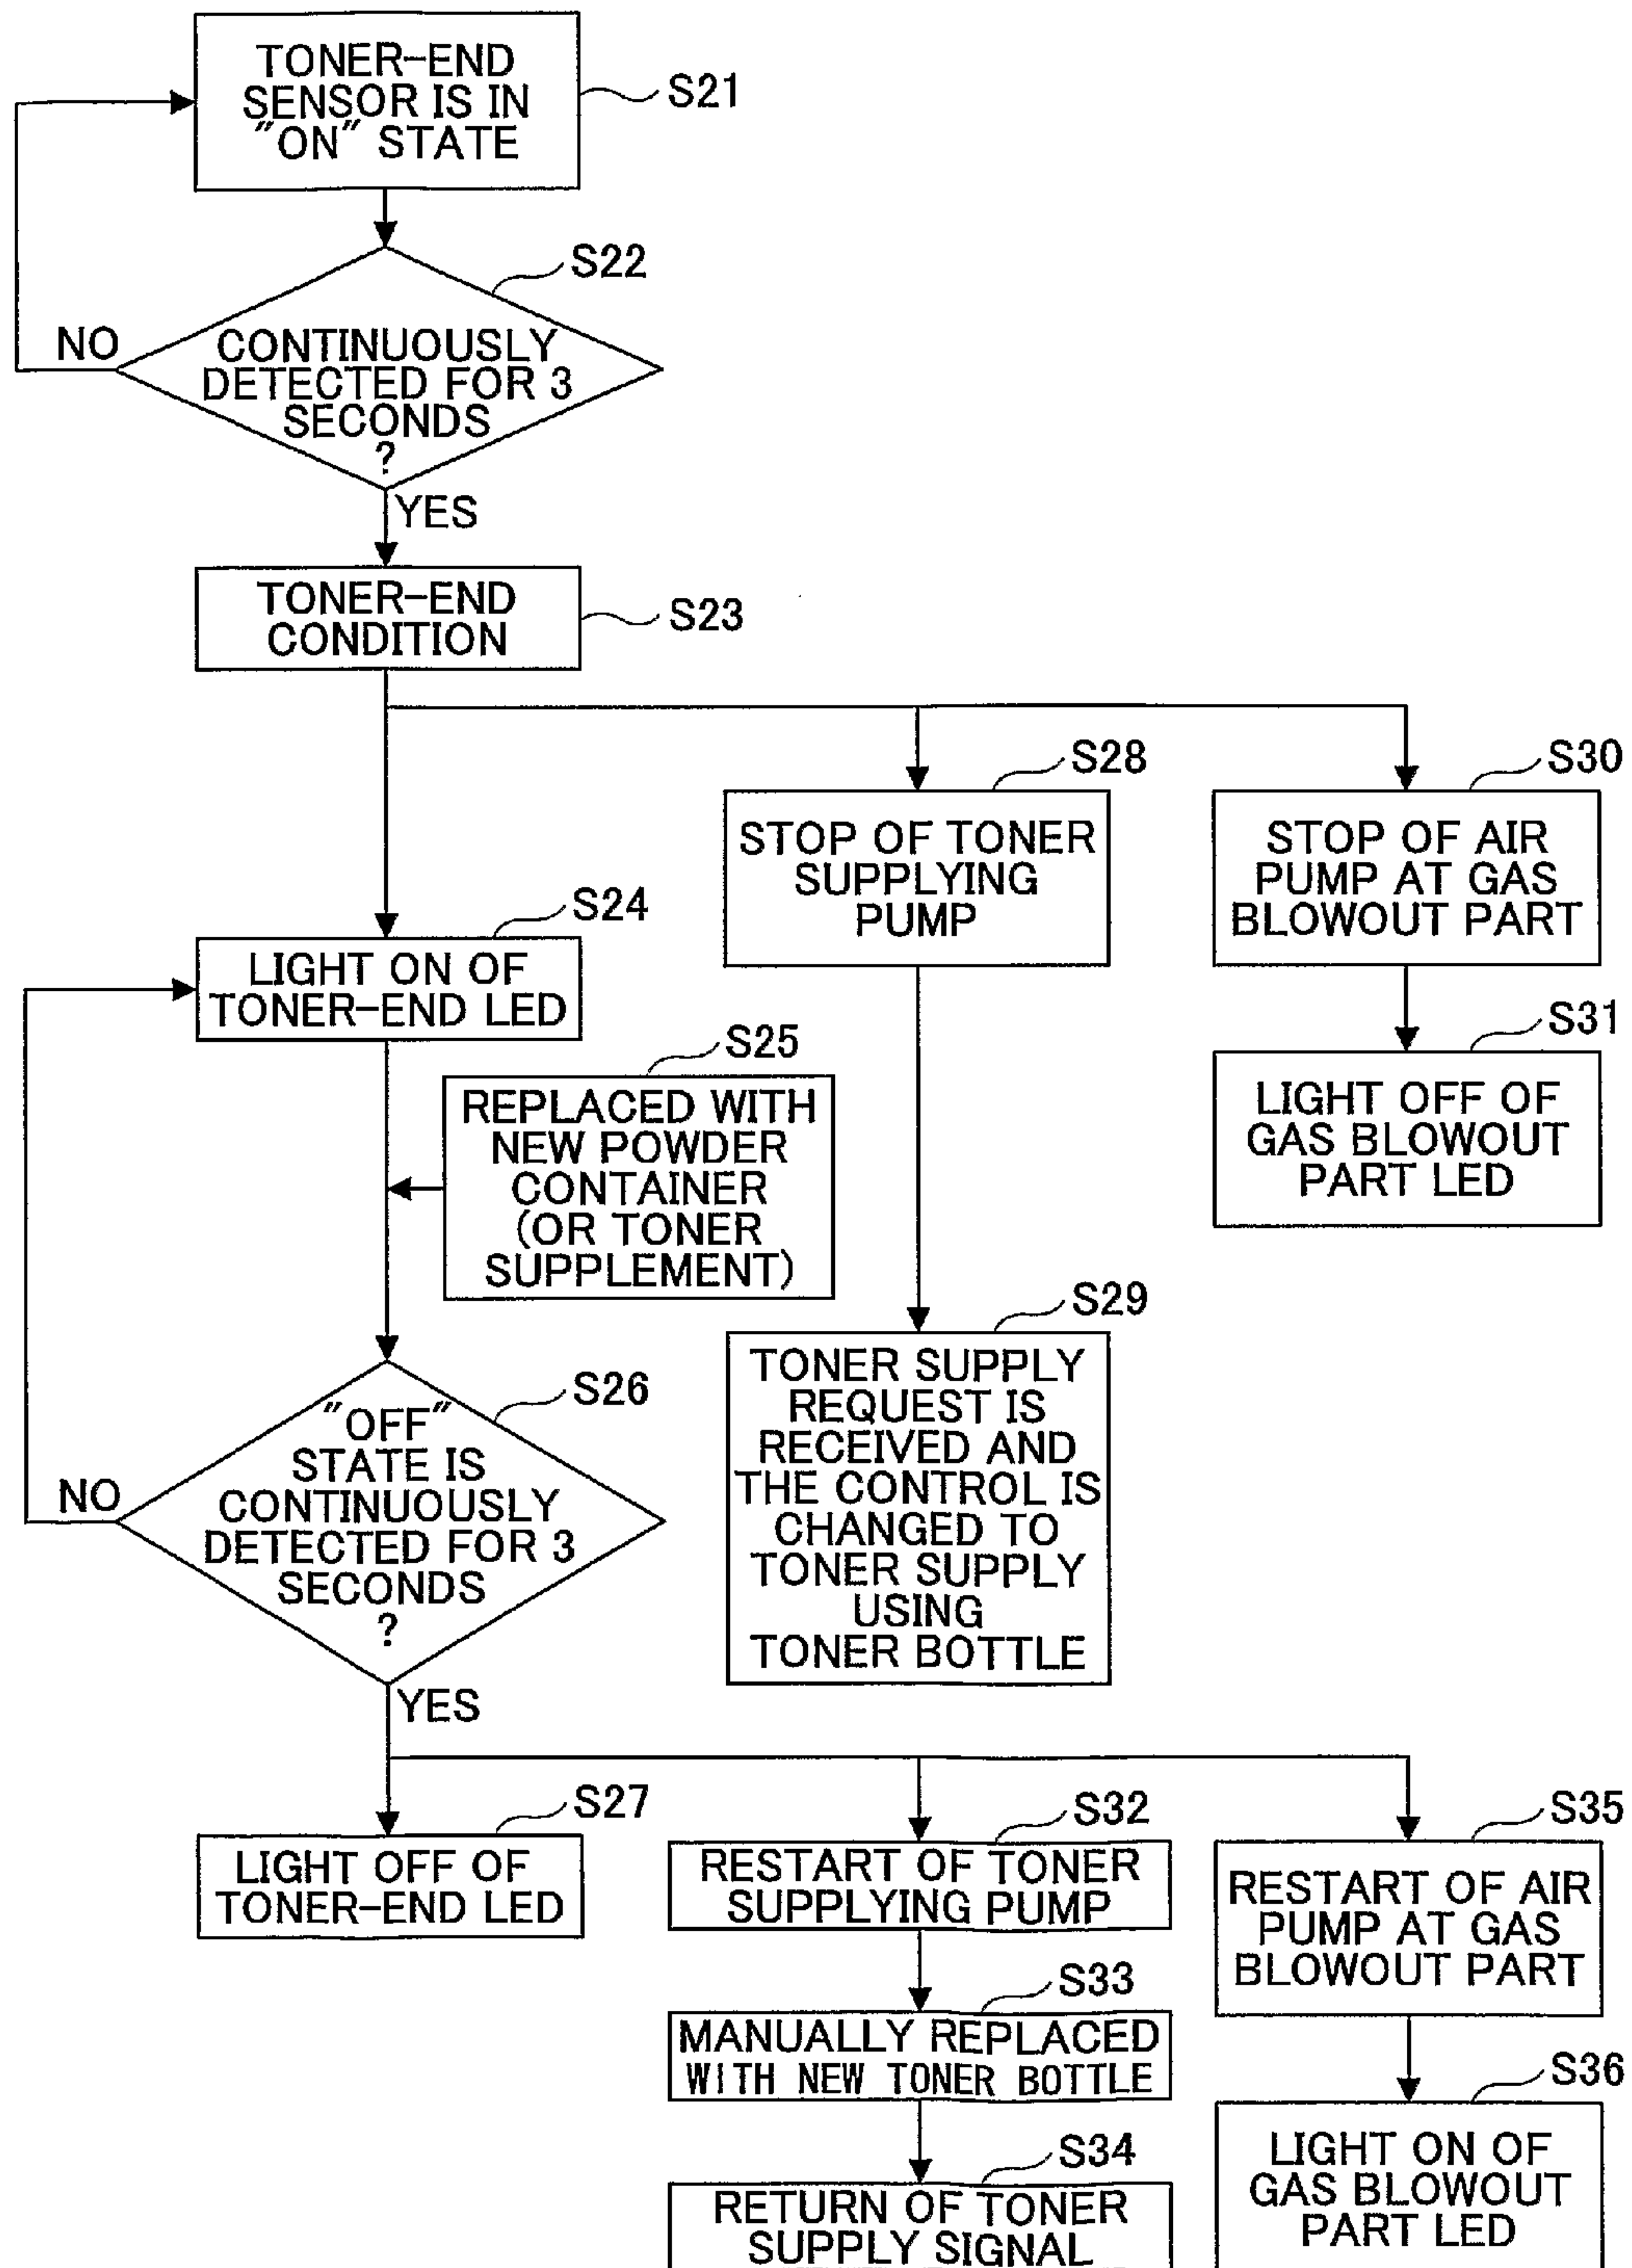 TONER-END
SENSOR IS IN
"ON" STATE
S21
S22
NO
CONTINUOUSLY
DETECTED FOR 3
SECONDS
?
YES
TONER-END
CONDITION
S23
S28
STOP OF TONER
SUPPLYING
PUMP
S30
STOP OF AIR
PUMP AT GAS
BLOWOUT PART
S24
LIGHT ON OF
TONER-END LED
S31
LIGHT OFF OF
GAS BLOWOUT
PART LED
S25
REPLACED WITH
NEW POWDER
CONTAINER
(OR TONER
SUPPLEMENT)
S29
TONER SUPPLY
REQUEST IS
RECEIVED AND
THE CONTROL IS
CHANGED TO
TONER SUPPLY
USING
TONER BOTTLE
S26
NO
"OFF"
STATE IS
CONTINUOUSLY
DETECTED FOR 3
SECONDS
?
YES
S27
LIGHT OFF OF
TONER-END LED
S32
RESTART OF TONER
SUPPLYING PUMP
S35
RESTART OF AIR
PUMP AT GAS
BLOWOUT PART
S33
MANUALLY REPLACED
WITH NEW TONER BOTTLE
S36
LIGHT ON OF
GAS BLOWOUT
PART LED
S34
RETURN OF TONER
SUPPLY SIGNAL